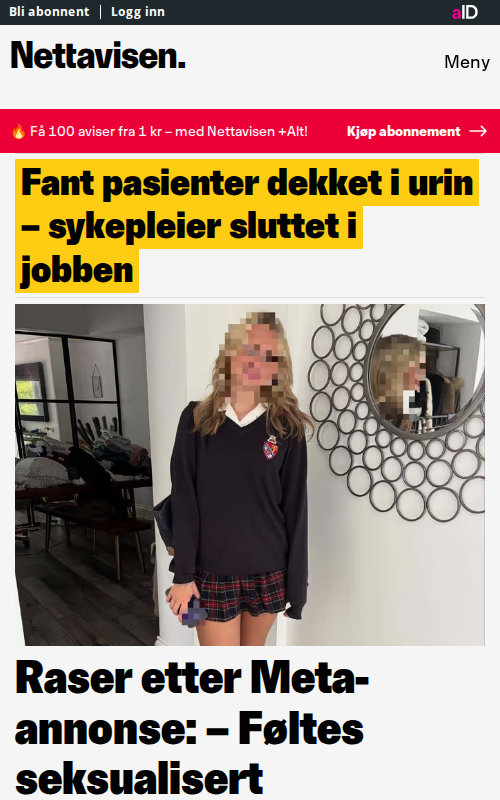 Bli abonnent | Logg inn
aID
Nettavisen.
Meny
🔥 Få 100 aviser fra 1 kr – med Nettavisen +Alt!
Kjøp abonnement →
Fant pasienter dekket i urin
– sykepleier sluttet i
jobben
Raser etter Meta-
annonse: – Føltes
seksualisert